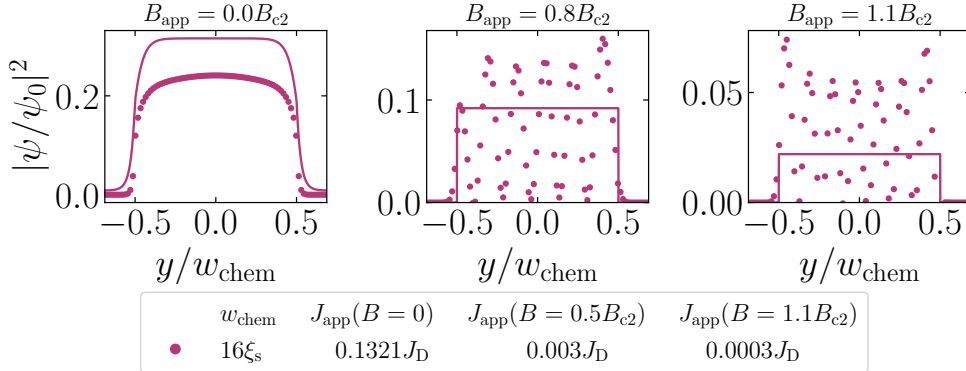 B_app = 0.0B_c2 B_app = 0.8B_c2 B_app = 1.1B_c2
|ψ/ψ_0|^2
0.2
0.0
0.1
0.0
0.05
0.00
−0.5 0.0 0.5 −0.5 0.0 0.5 −0.5 0.0 0.5
y/w_chem y/w_chem y/w_chem
w_chem J_app(B = 0) J_app(B = 0.5B_c2) J_app(B = 1.1B_c2)
16ξ_s 0.1321J_D 0.003J_D 0.0003J_D